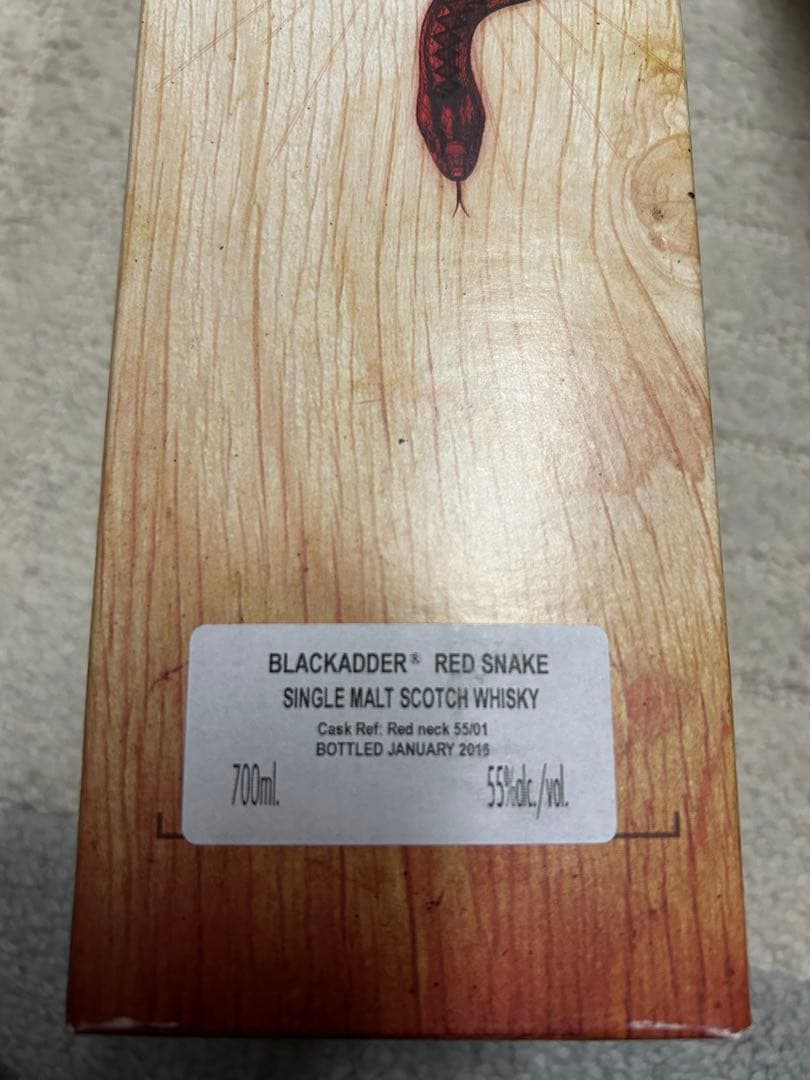 BLACKADDER® RED SNAKE
SINGLE MALT SCOTCH WHISKY
Cask Ref: Red neck 55/01
BOTTLED JANUARY 2016
700ml. 55%alc./vol.